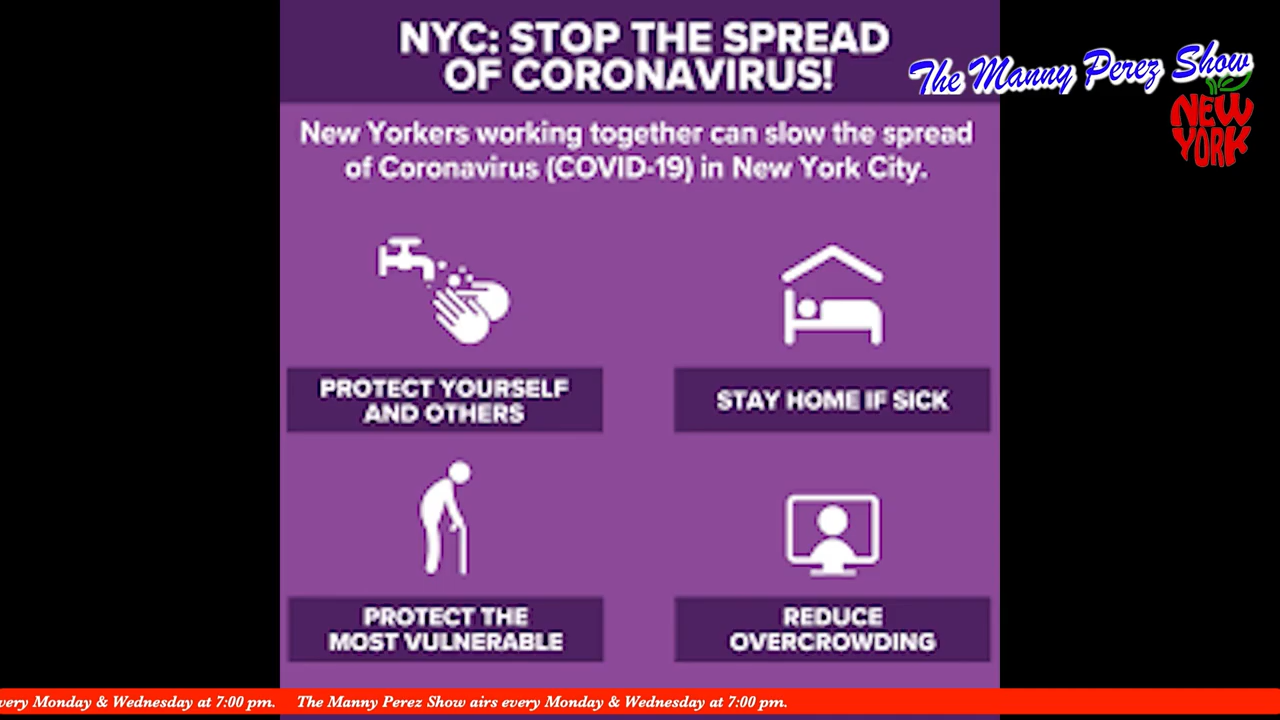 NYC: STOP THE SPREAD
OF CORONAVIRUS!
The Manny Perez Show
NEW
YORK
New Yorkers working together can slow the spread
of Coronavirus (COVID-19) in New York City.
PROTECT YOURSELF
AND OTHERS
STAY HOME IF SICK
PROTECT THE
MOST VULNERABLE
REDUCE
OVERCROWDING
very Monday & Wednesday at 7:00 pm. The Manny Perez Show airs every Monday & Wednesday at 7:00 pm.